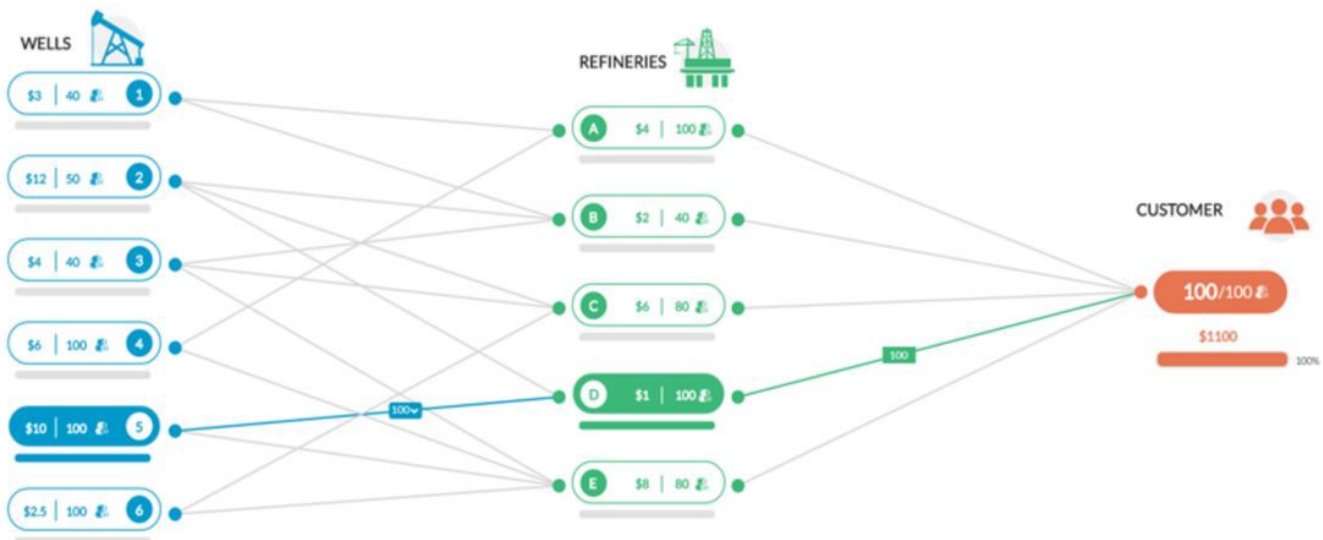 WELLS
$3 | 40 1
$12 | 50 2
$4 | 40 3
$6 | 100 4
$10 | 100 5
$2.5 | 100 6
100
REFINERIES
A $4 | 100
B $2 | 40
C $6 | 80
D $1 | 100
E $8 | 80
100
CUSTOMER
100/100
$1100
100%